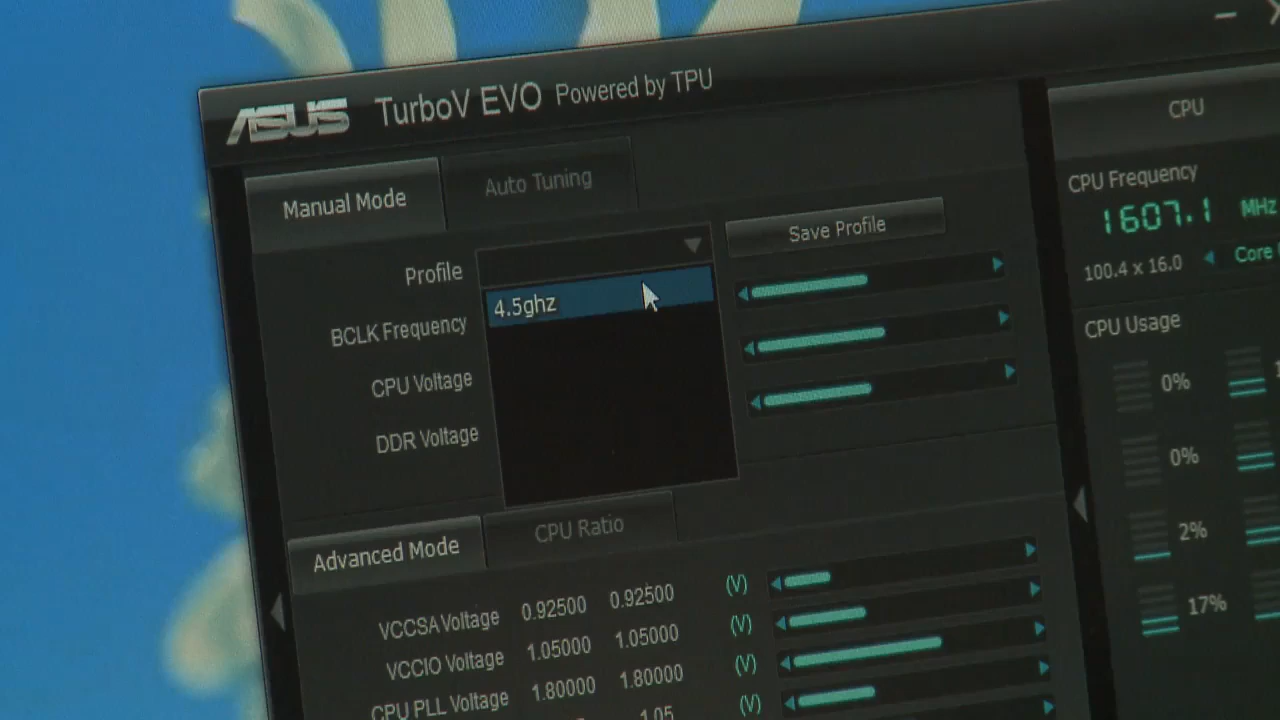 ASUS TurboV EVO Powered by TPU
Manual Mode
Auto Tuning
Profile
Save Profile
4.5ghz
BCLK Frequency
CPU Voltage
DDR Voltage
Advanced Mode
CPU Ratio
VCCSA Voltage 0.92500 0.92500 (V)
VCCIO Voltage 1.05000 1.05000 (V)
CPU PLL Voltage 1.80000 1.80000 (V)
1.05 (V)
CPU
CPU Frequency
1607.1 MHz
100.4 x 16.0
Core
CPU Usage
0%
0%
2%
17%